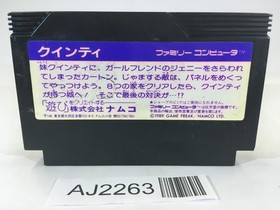 クインティ
ファミリー コンピュータ™
妹クインティに、ガールフレンドのジェニーをさらわれ
てしまったカートン。じゃまする敵は、パネルをめくっ
てやっつけよう。8つの家をクリアしたら、クインティ
が待つ城へ! そこで最後の対決が…!?
「遊び」をクリエイトする
株式会社ナムコ
©1989 GAME FREAK/NAMCO LTD.
AJ2263